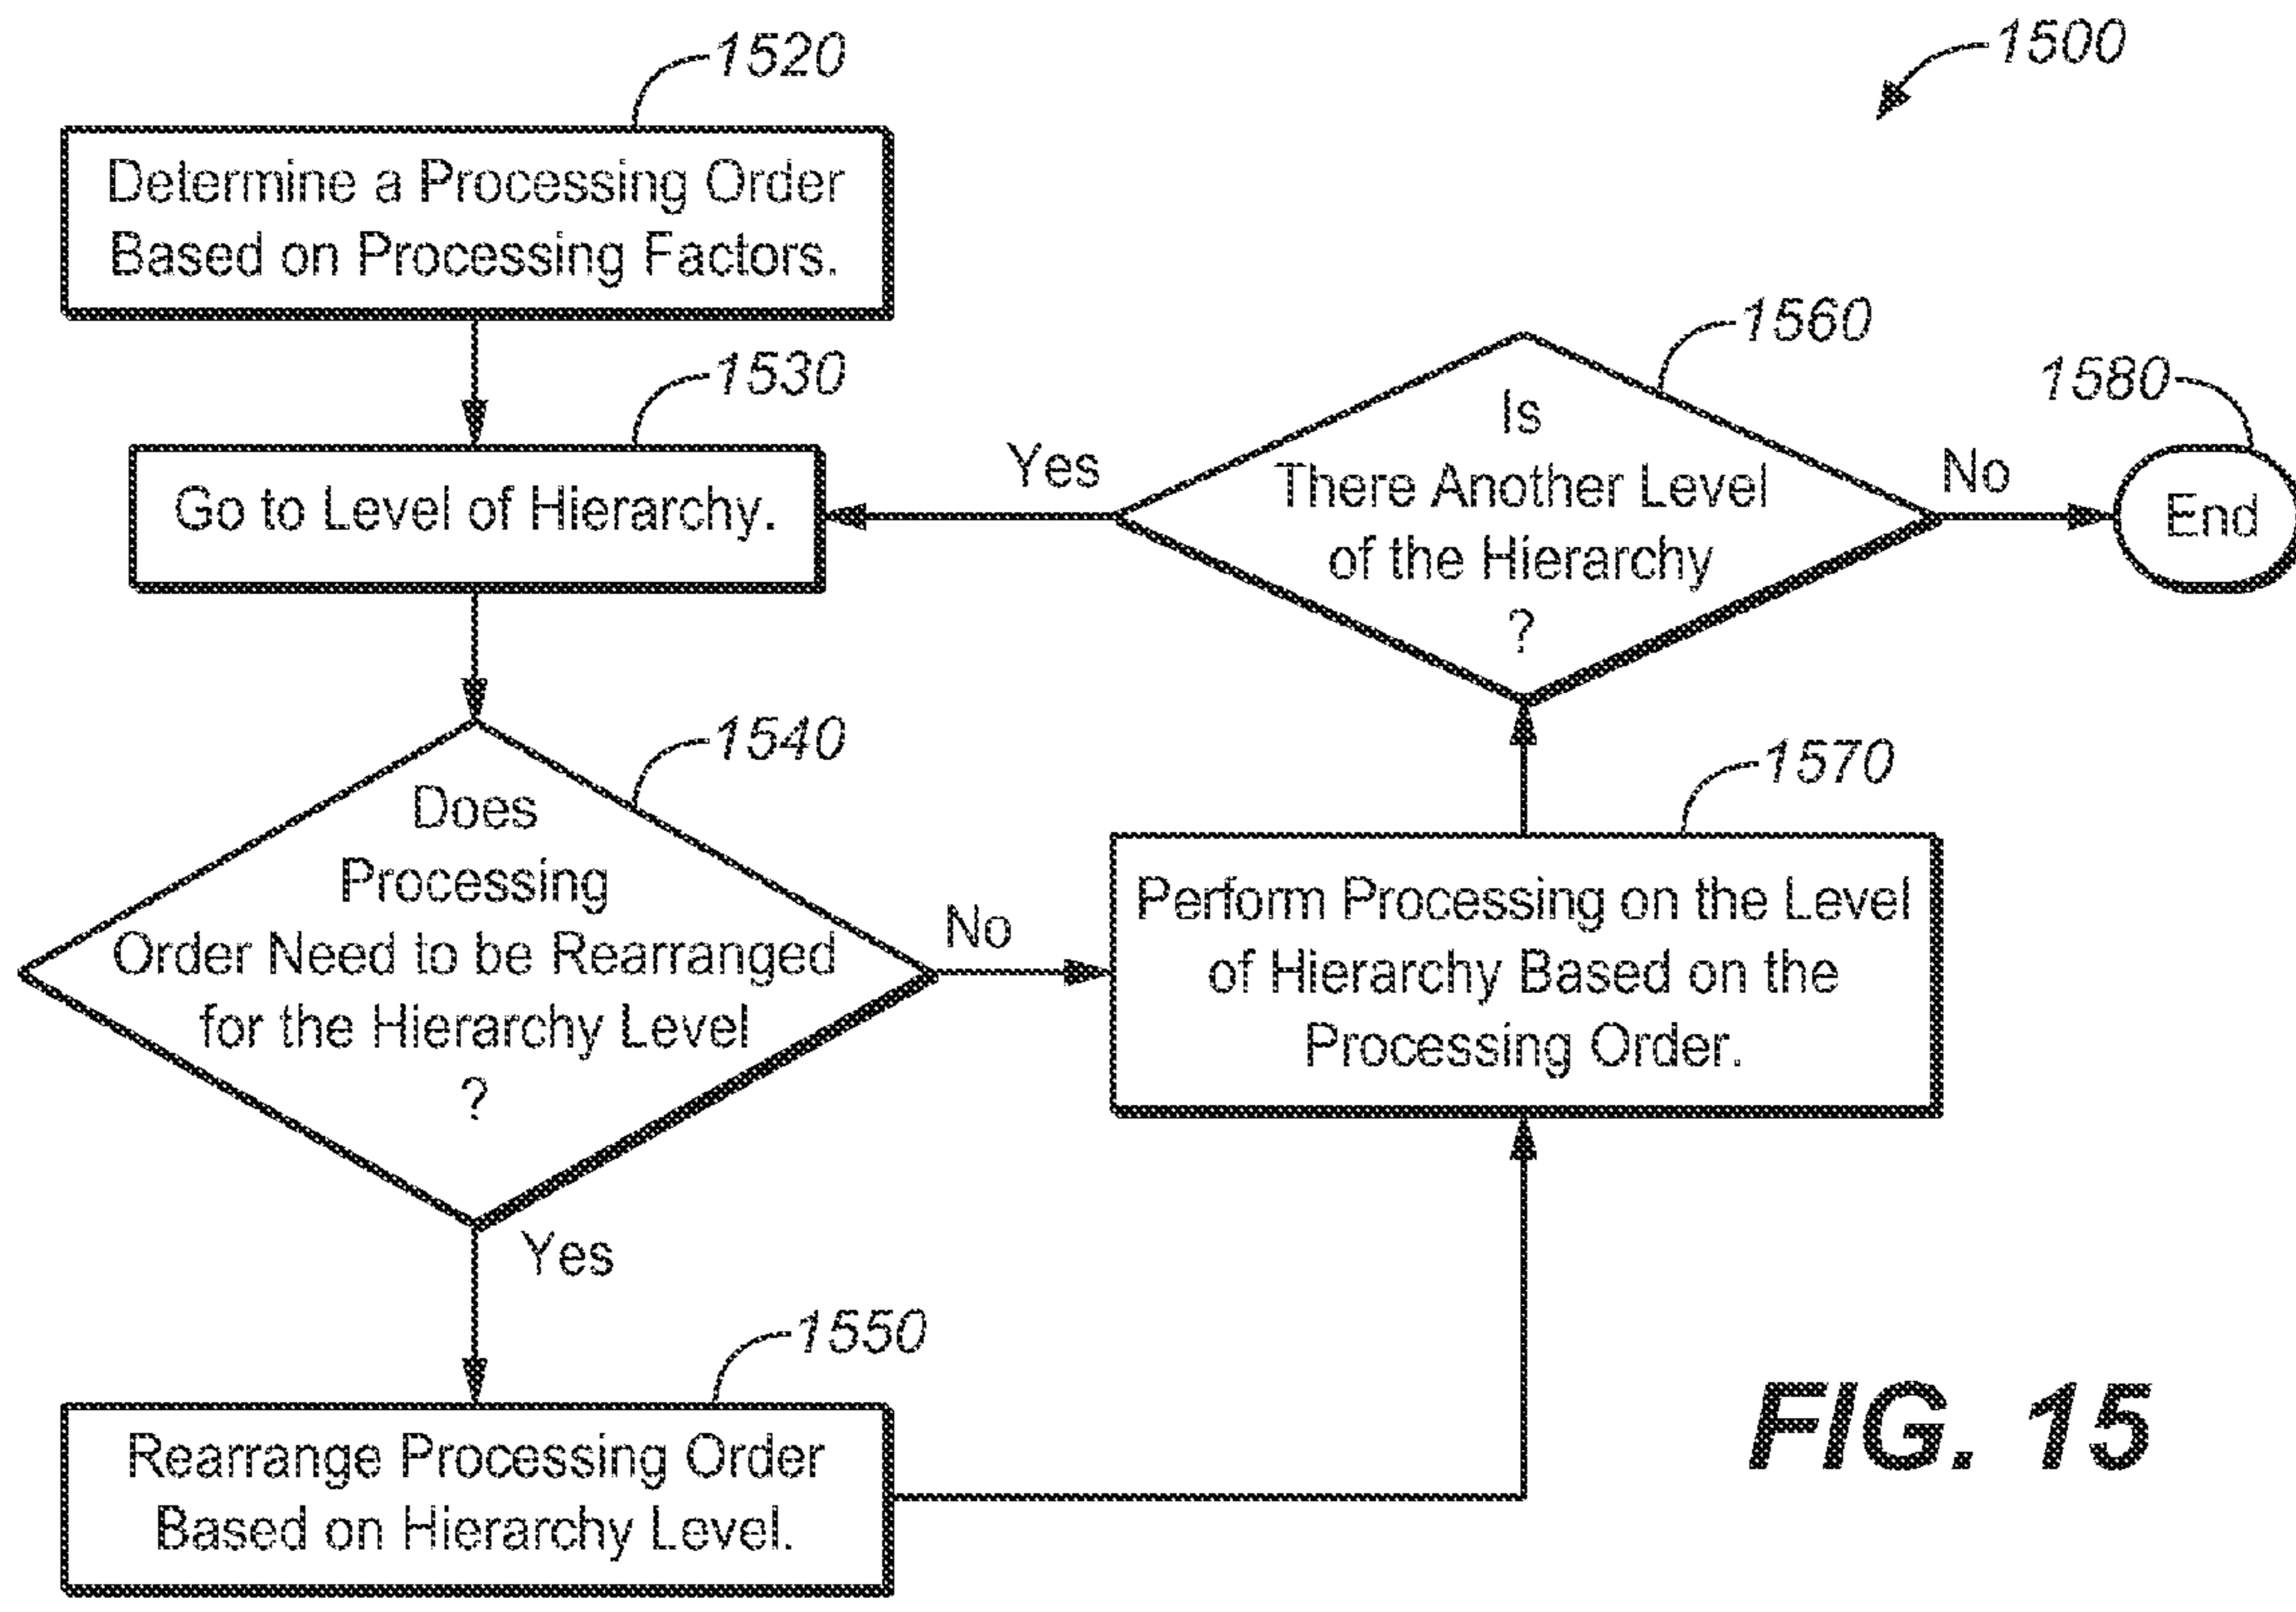 1500
1520
Determine a Processing Order
Based on Processing Factors.
1530
Go to Level of Hierarchy.
1540
Does
Processing
Order Need to be Rearranged
for the Hierarchy Level
?
No
Yes
1550
Rearrange Processing Order
Based on Hierarchy Level.
1570
Perform Processing on the Level
of Hierarchy Based on the
Processing Order.
1560
Is
There Another Level
of the Hierarchy
?
Yes
No
1580
End
FIG. 15